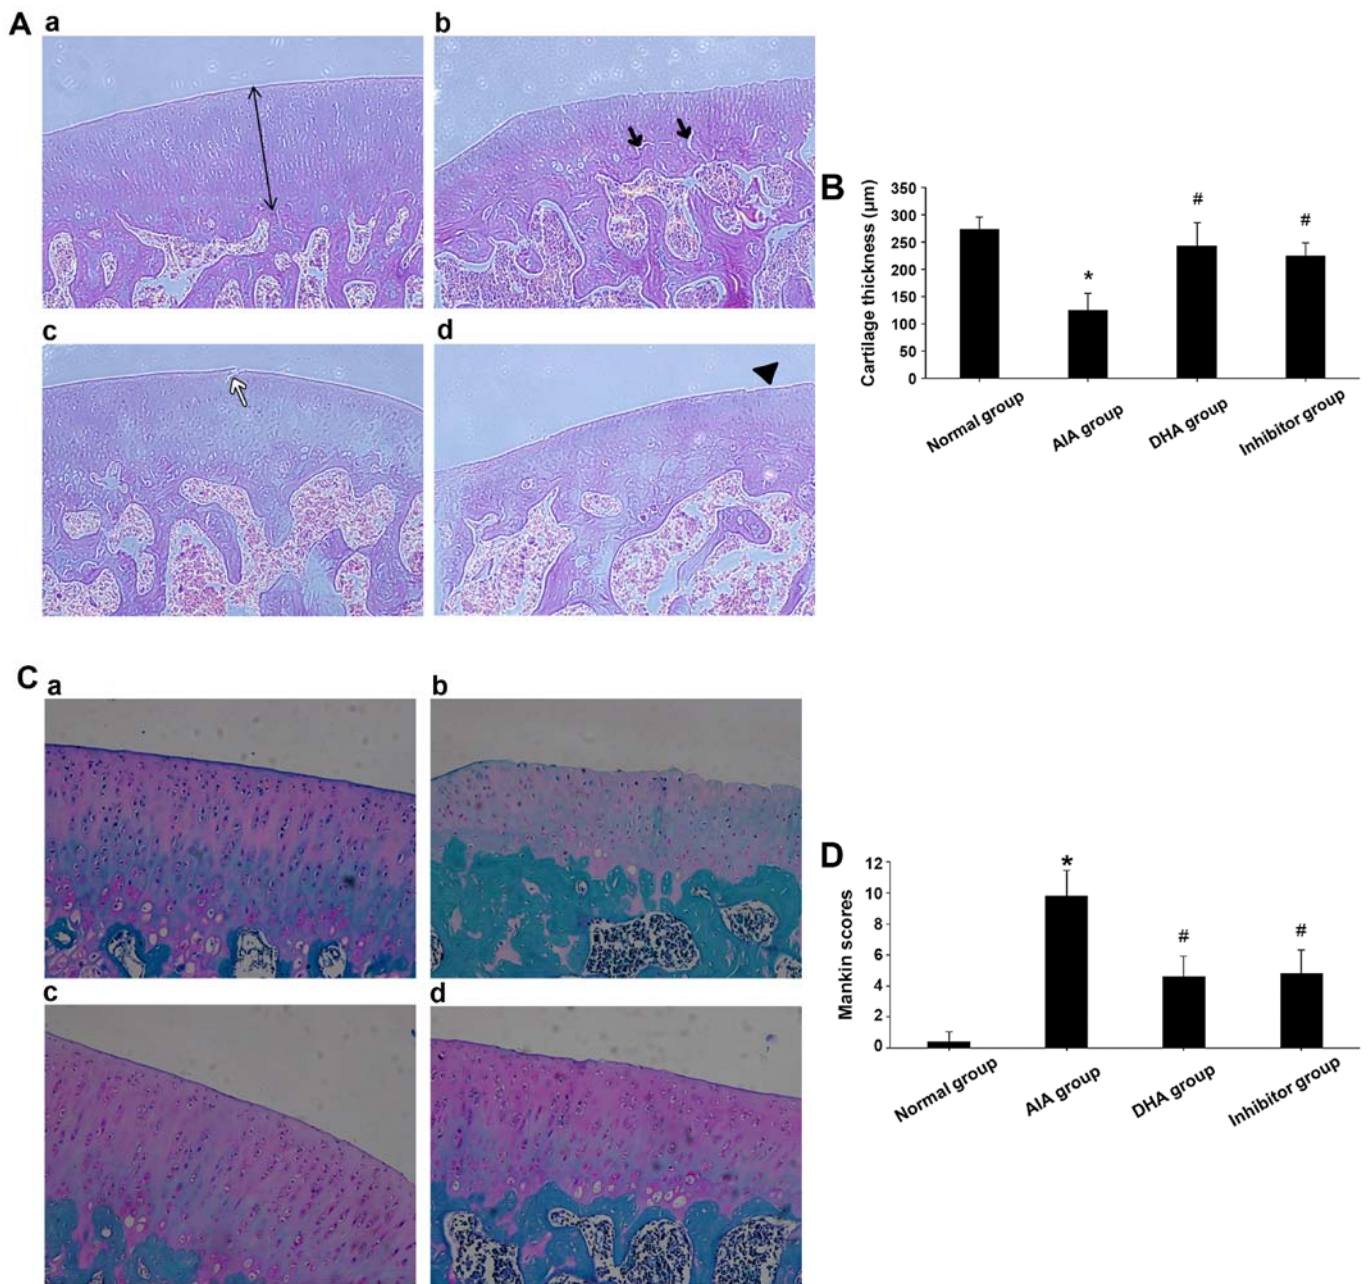 A
a
b
c
d
B
Cartilage thickness (µm)
350
300
250
200
150
100
50
0
*
#
#
Normal group
AIA group
DHA group
Inhibitor group
C
a
b
c
d
D
Mankin scores
12
10
8
6
4
2
0
*
#
#
Normal group
AIA group
DHA group
Inhibitor group